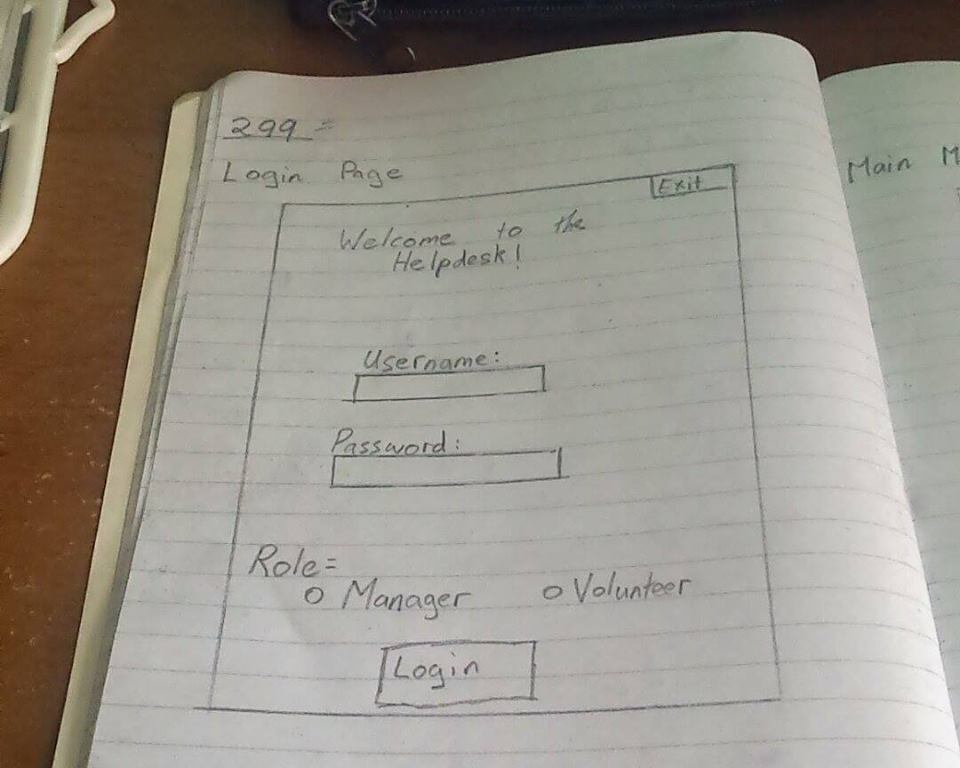 299 =
Login Page
Exit
Welcome to the
Helpdesk!
Username:
Password:
Role=
Manager
Volunteer
Login
Main M